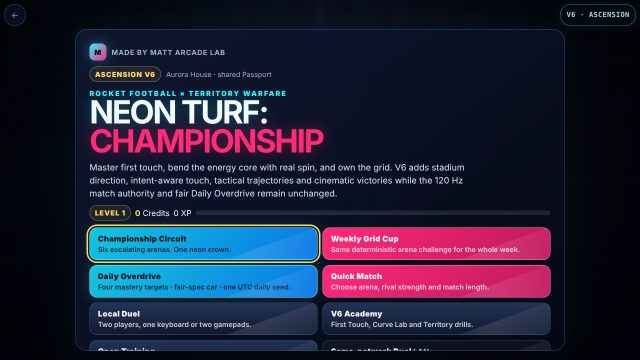 ←
V6 · ASCENSION
M MADE BY MATT ARCADE LAB
ASCENSION V6 Aurora House · shared Passport
ROCKET FOOTBALL × TERRITORY WARFARE
NEON TURF:
CHAMPIONSHIP
Master first touch, bend the energy core with real spin, and own the grid. V6 adds stadium
direction, intent-aware touch, tactical trajectories and cinematic victories while the 120 Hz
match authority and fair Daily Overdrive remain unchanged.
LEVEL 1 0 Credits 0 XP
Championship Circuit
Six escalating arenas. One neon crown.
Weekly Grid Cup
Same deterministic arena challenge for the whole week.
Daily Overdrive
Four mastery targets · fair-spec car · one UTC daily seed.
Quick Match
Choose arena, rival strength and match length.
Local Duel
Two players, one keyboard or two gamepads.
V6 Academy
First Touch, Curve Lab and Territory drills.
Open Training
Same-network Duel LAN